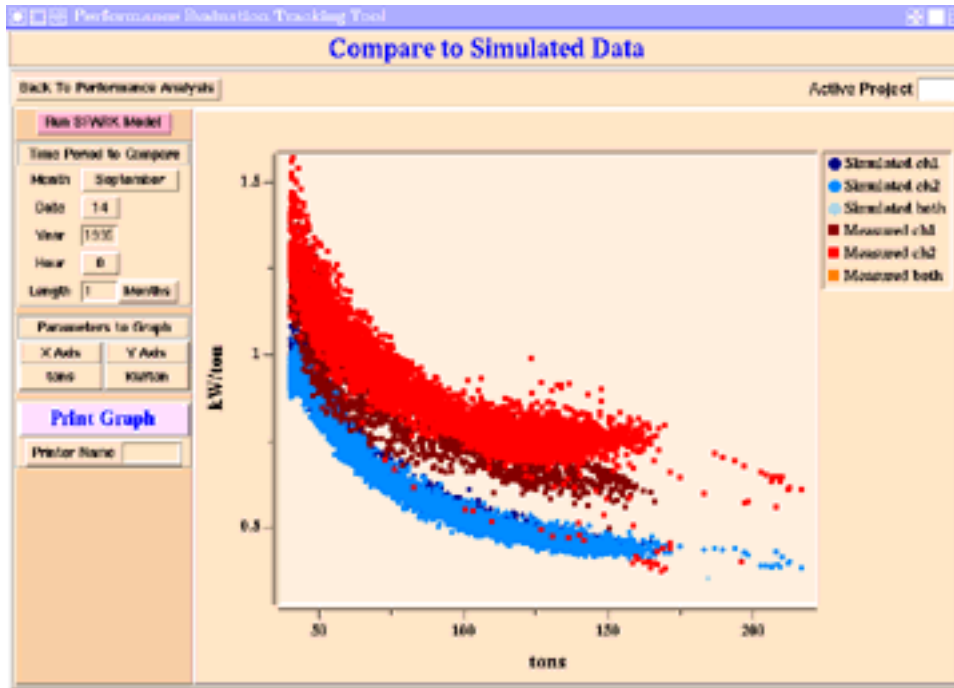 Performance Evaluation Tracking Tool
Compare to Simulated Data
Back To Performance Analysis
Active Project
Run SPARK Model
Time Period to Compare
Month September
Date 14
Year
Hour 0
Length 1 Months
Parameters to Graph
X Axis Y Axis
tons kW/ton
Print Graph
Printer Name
kW/ton
1.5
1
0.5
50 100 150 200
tons
Simulated ch1
Simulated ch2
Simulated both
Measured ch1
Measured ch2
Measured both